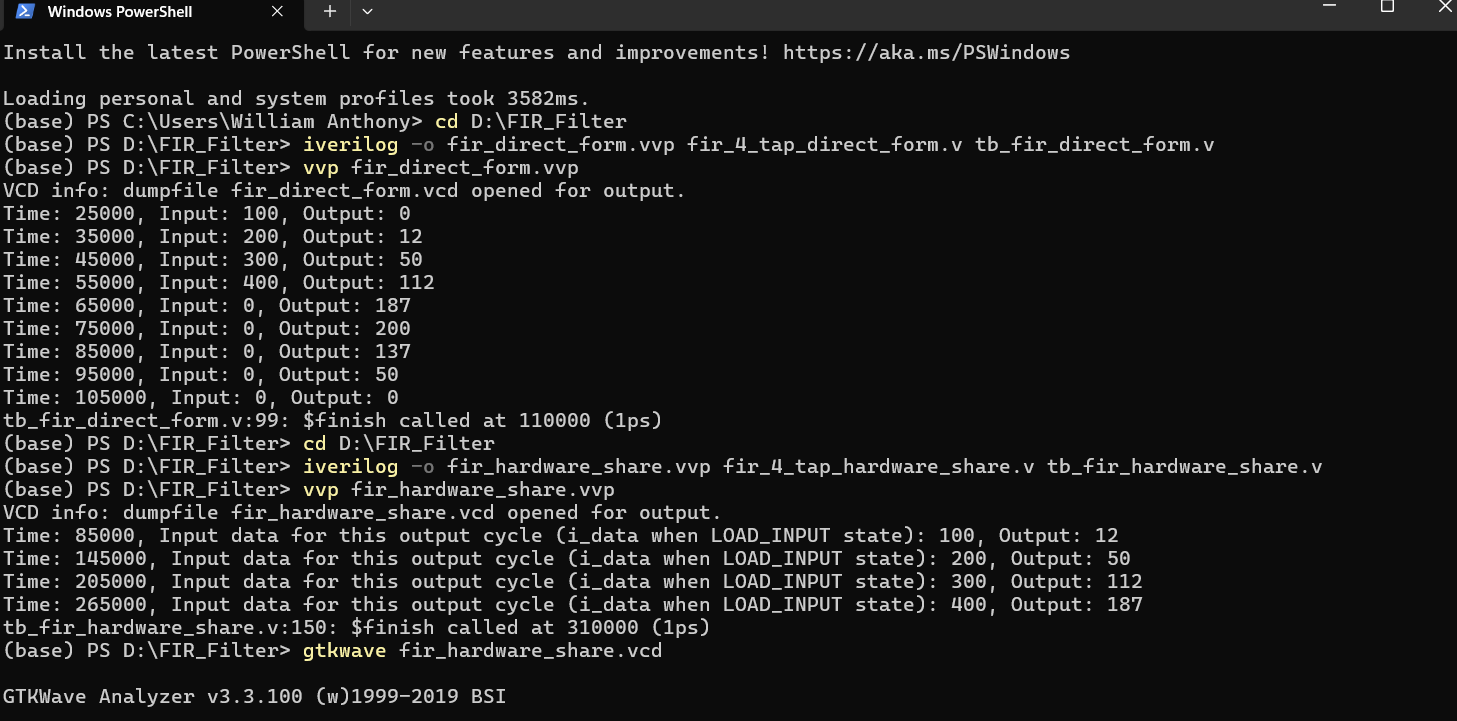 Windows PowerShell
Install the latest PowerShell for new features and improvements! https://aka.ms/PSWindows
Loading personal and system profiles took 3582ms.
(base) PS C:\Users\William Anthony> cd D:\FIR_Filter
(base) PS D:\FIR_Filter> iverilog -o fir_direct_form.vvp fir_4_tap_direct_form.v tb_fir_direct_form.v
(base) PS D:\FIR_Filter> vvp fir_direct_form.vvp
VCD info: dumpfile fir_direct_form.vcd opened for output.
Time: 25000, Input: 100, Output: 0
Time: 35000, Input: 200, Output: 12
Time: 45000, Input: 300, Output: 50
Time: 55000, Input: 400, Output: 112
Time: 65000, Input: 0, Output: 187
Time: 75000, Input: 0, Output: 200
Time: 85000, Input: 0, Output: 137
Time: 95000, Input: 0, Output: 50
Time: 105000, Input: 0, Output: 0
tb_fir_direct_form.v:99: $finish called at 110000 (1ps)
(base) PS D:\FIR_Filter> cd D:\FIR_Filter
(base) PS D:\FIR_Filter> iverilog -o fir_hardware_share.vvp fir_4_tap_hardware_share.v tb_fir_hardware_share.v
(base) PS D:\FIR_Filter> vvp fir_hardware_share.vvp
VCD info: dumpfile fir_hardware_share.vcd opened for output.
Time: 85000, Input data for this output cycle (i_data when LOAD_INPUT state): 100, Output: 12
Time: 145000, Input data for this output cycle (i_data when LOAD_INPUT state): 200, Output: 50
Time: 205000, Input data for this output cycle (i_data when LOAD_INPUT state): 300, Output: 112
Time: 265000, Input data for this output cycle (i_data when LOAD_INPUT state): 400, Output: 187
tb_fir_hardware_share.v:150: $finish called at 310000 (1ps)
(base) PS D:\FIR_Filter> gtkwave fir_hardware_share.vcd
GTKWave Analyzer v3.3.100 (w)1999-2019 BSI